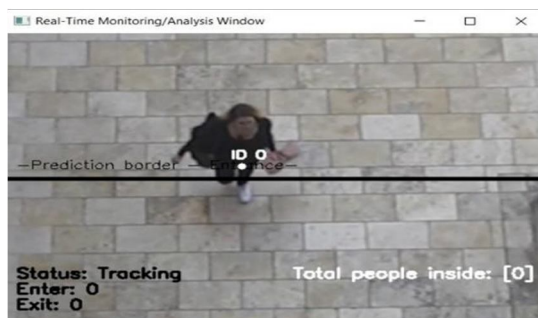 Real-Time Monitoring/Analysis Window
ID 0
—Prediction border — Entrance—
Status: Tracking
Total people inside: [0]
Enter: 0
Exit: 0